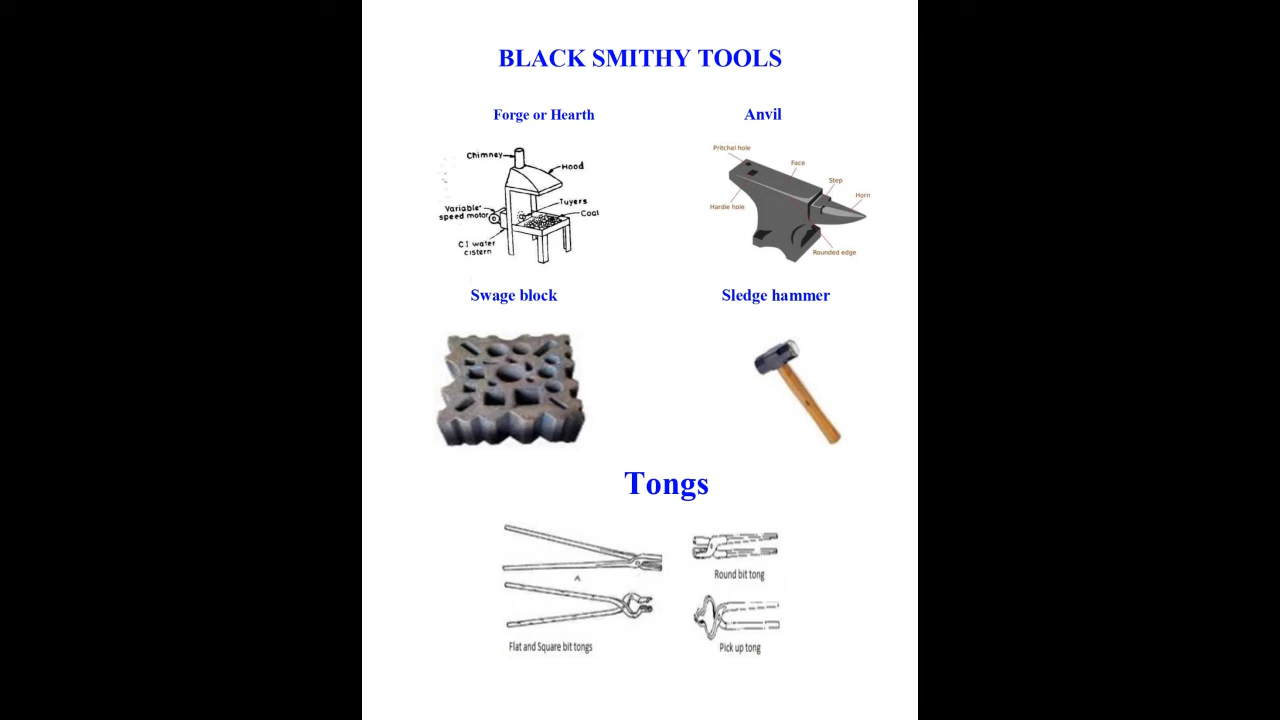 BLACK SMITHY TOOLS
Forge or Hearth
Anvil
Chimney
Hood
Variable
speed motor
Tuyers
Coal
C.I water
cistern
Pritchel hole
Face
Step
Horn
Hardie hole
Rounded edge
Swage block
Sledge hammer
Tongs
A
Round bit tong
Flat and Square bit tongs
Pick up tong